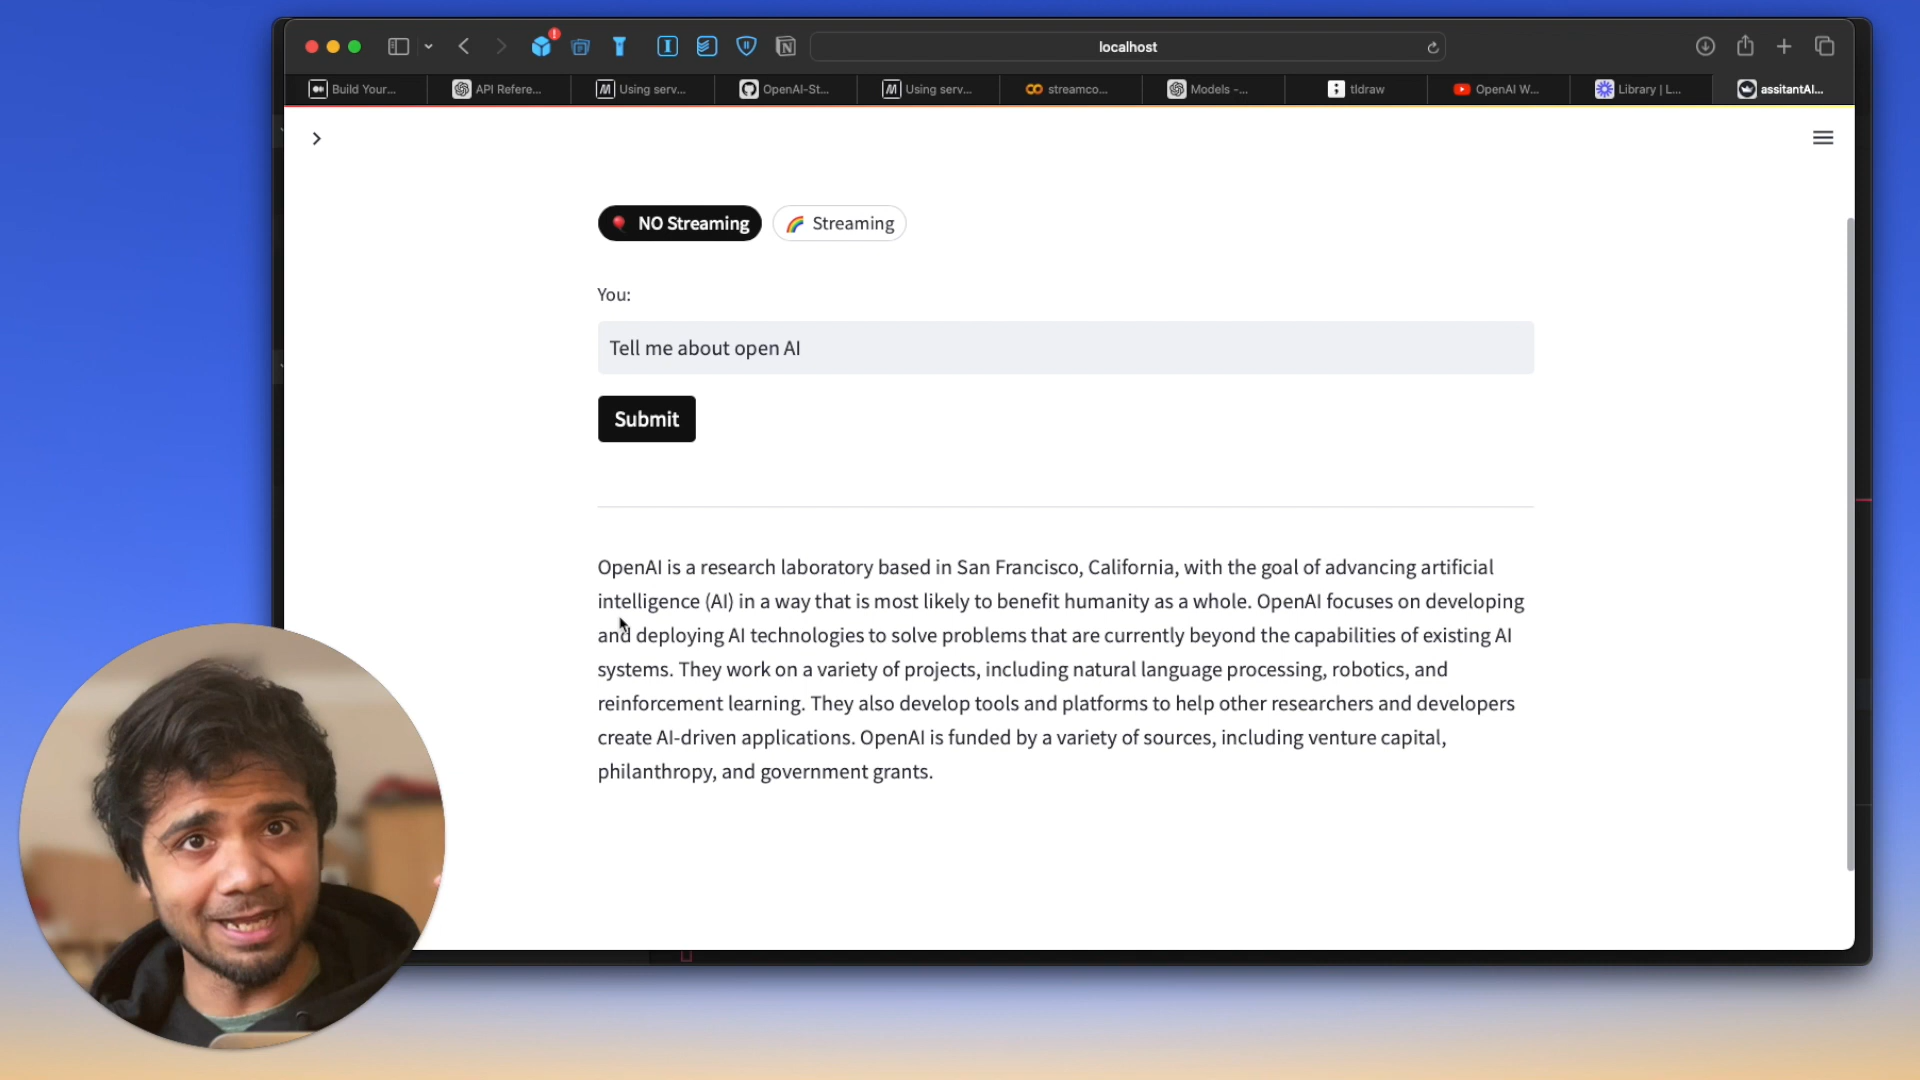 localhost
Build Your...
API Refere...
Using serv...
OpenAI-St...
Using serv...
streamco...
Models -...
tldraw
OpenAI W...
Library | L...
assitantAI...
NO Streaming
Streaming
You:
Tell me about open AI
Submit
OpenAI is a research laboratory based in San Francisco, California, with the goal of advancing artificial
intelligence (AI) in a way that is most likely to benefit humanity as a whole. OpenAI focuses on developing
and deploying AI technologies to solve problems that are currently beyond the capabilities of existing AI
systems. They work on a variety of projects, including natural language processing, robotics, and
reinforcement learning. They also develop tools and platforms to help other researchers and developers
create AI-driven applications. OpenAI is funded by a variety of sources, including venture capital,
philanthropy, and government grants.